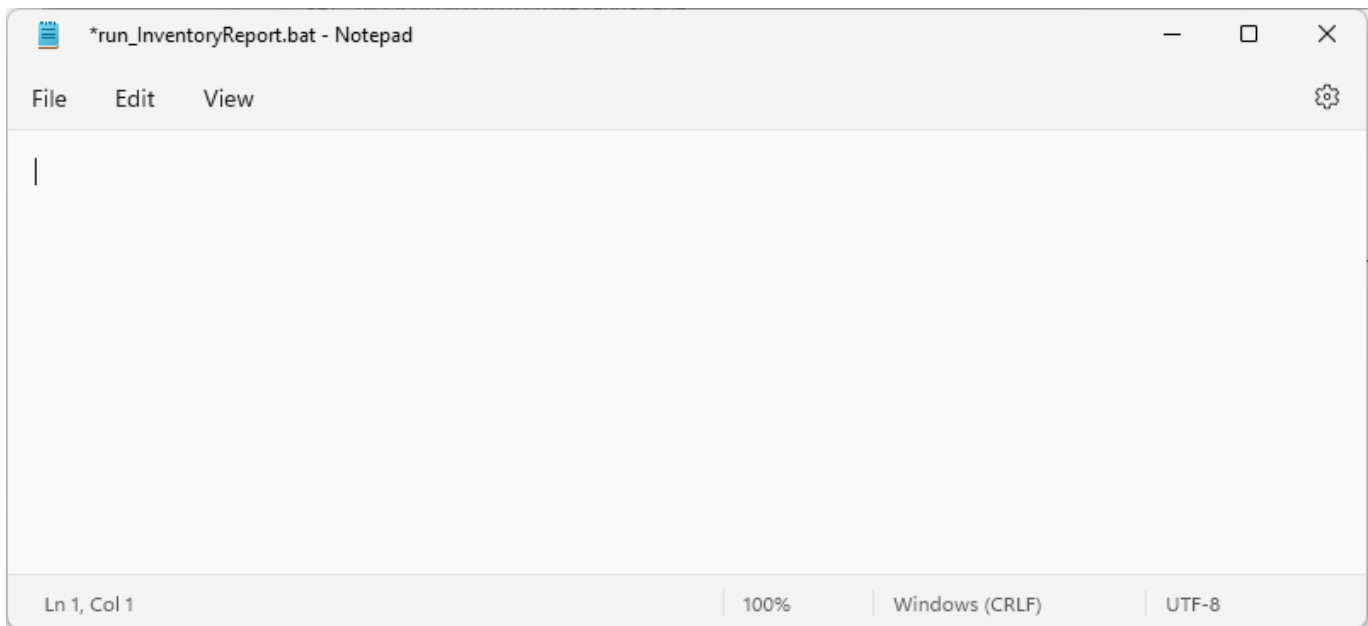 *run_InventoryReport.bat - Notepad
File Edit View
Ln 1, Col 1 100% Windows (CRLF) UTF-8